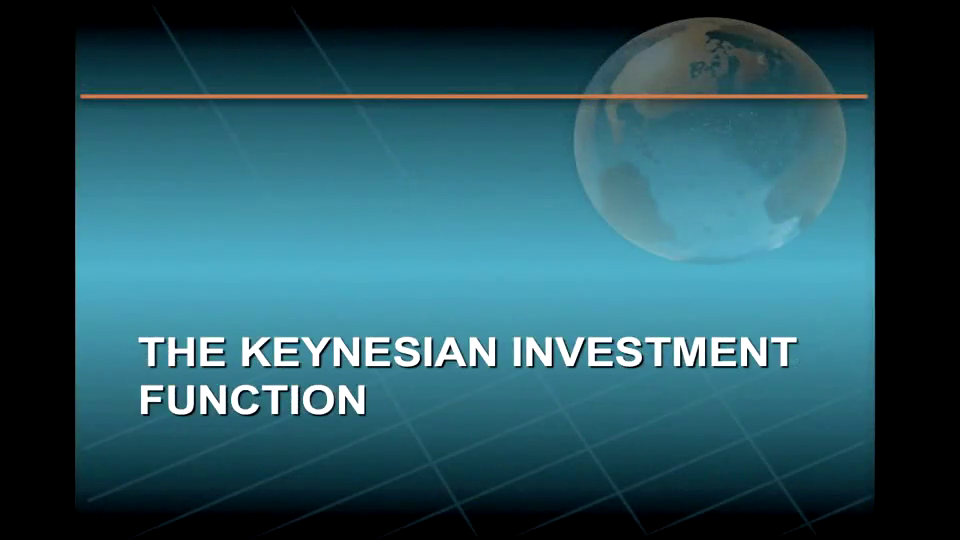 THE KEYNESIAN INVESTMENT
FUNCTION